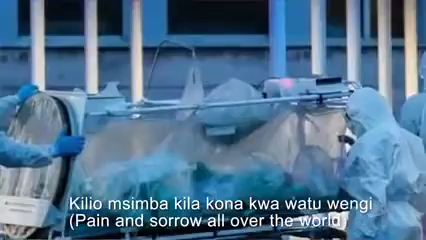 Kilio msimba kila kona kwa watu wengi
(Pain and sorrow all over the world)